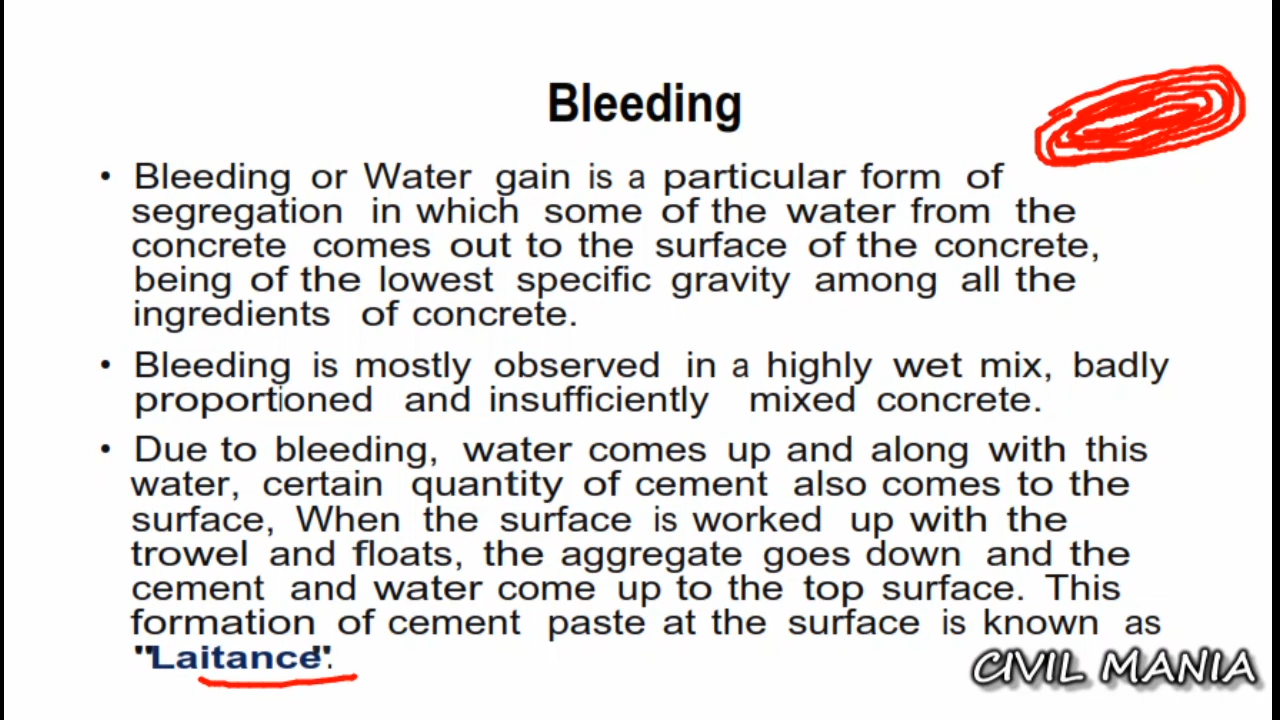 Bleeding
• Bleeding or Water gain is a particular form of
segregation in which some of the water from the
concrete comes out to the surface of the concrete,
being of the lowest specific gravity among all the
ingredients of concrete.
• Bleeding is mostly observed in a highly wet mix, badly
proportioned and insufficiently mixed concrete.
• Due to bleeding, water comes up and along with this
water, certain quantity of cement also comes to the
surface, When the surface is worked up with the
trowel and floats, the aggregate goes down and the
cement and water come up to the top surface. This
formation of cement paste at the surface is known as
"Laitance".
CIVIL MANIA